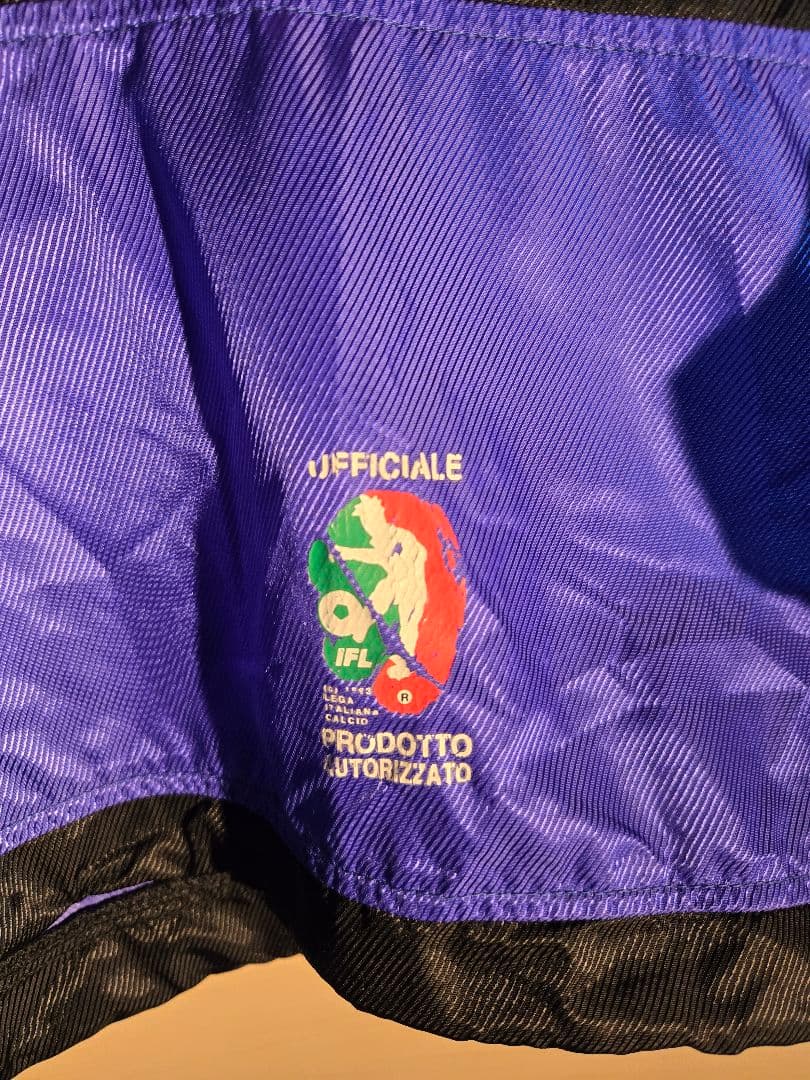 UFFICIALE
IFL
®
LEGA
ITALIANA
CALCIO
PRODOTTO
AUTORIZZATO